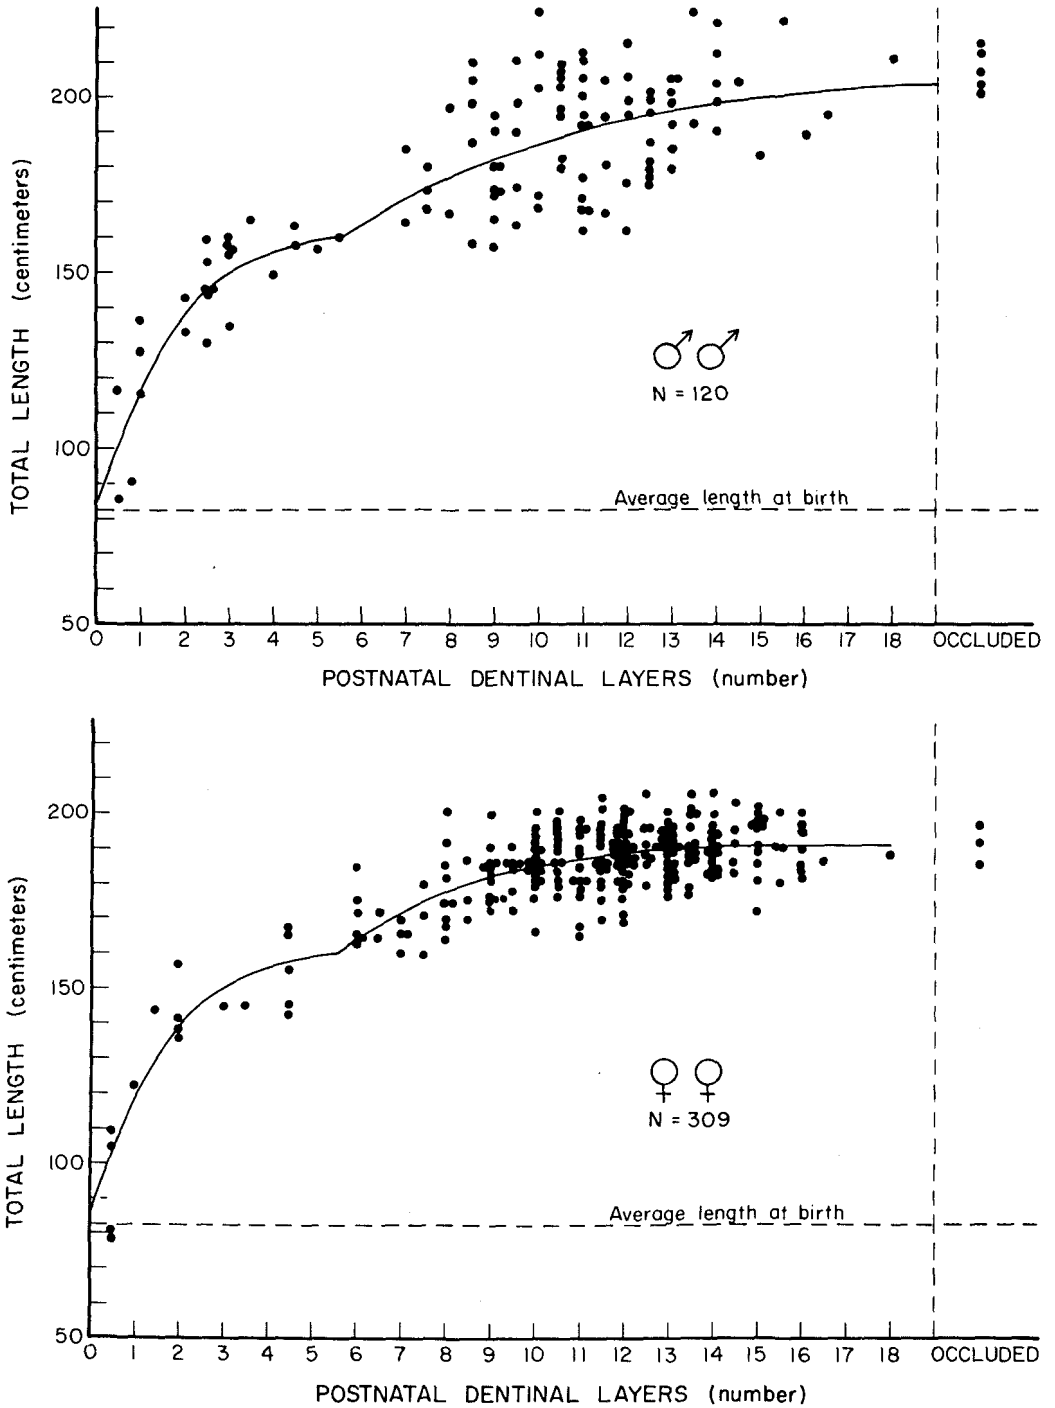 TOTAL LENGTH (centimeters)
200
150
100
50
♂♂
N = 120
Average length at birth
0 1 2 3 4 5 6 7 8 9 10 11 12 13 14 15 16 17 18 OCCLUDED
POSTNATAL DENTINAL LAYERS (number)
TOTAL LENGTH (centimeters)
200
150
100
50
♀♀
N = 309
Average length at birth
0 1 2 3 4 5 6 7 8 9 10 11 12 13 14 15 16 17 18 OCCLUDED
POSTNATAL DENTINAL LAYERS (number)